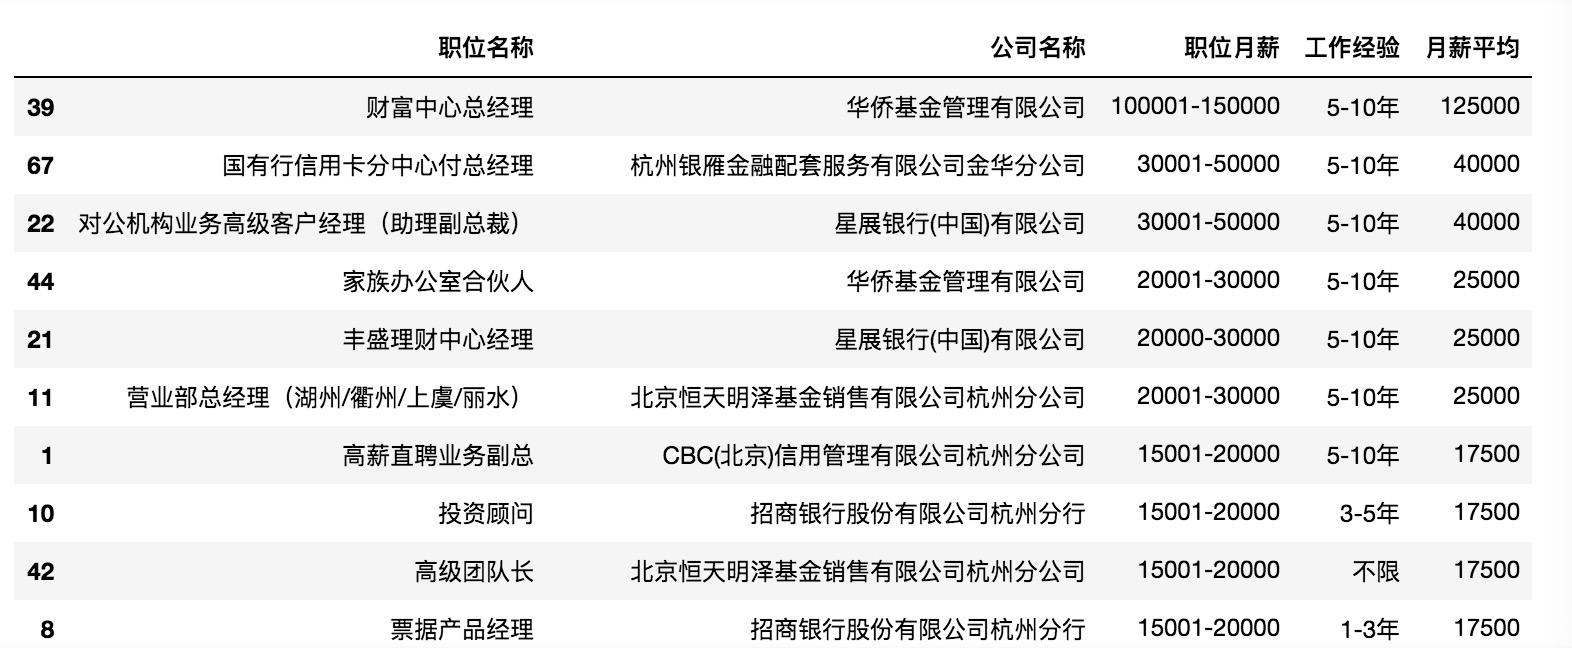 职位名称 公司名称 职位月薪 工作经验 月薪平均
39 财富中心总经理 华侨基金管理有限公司 100001-150000 5-10年 125000
67 国有行信用卡分中心付总经理 杭州银雁金融配套服务有限公司金华分公司 30001-50000 5-10年 40000
22 对公机构业务高级客户经理（助理副总裁） 星展银行(中国)有限公司 30001-50000 5-10年 40000
44 家族办公室合伙人 华侨基金管理有限公司 20001-30000 5-10年 25000
21 丰盛理财中心经理 星展银行(中国)有限公司 20000-30000 5-10年 25000
11 营业部总经理（湖州/衢州/上虞/丽水） 北京恒天明泽基金销售有限公司杭州分公司 20001-30000 5-10年 25000
1 高薪直聘业务副总 CBC(北京)信用管理有限公司杭州分公司 15001-20000 5-10年 17500
10 投资顾问 招商银行股份有限公司杭州分行 15001-20000 3-5年 17500
42 高级团队长 北京恒天明泽基金销售有限公司杭州分公司 15001-20000 不限 17500
8 票据产品经理 招商银行股份有限公司杭州分行 15001-20000 1-3年 17500